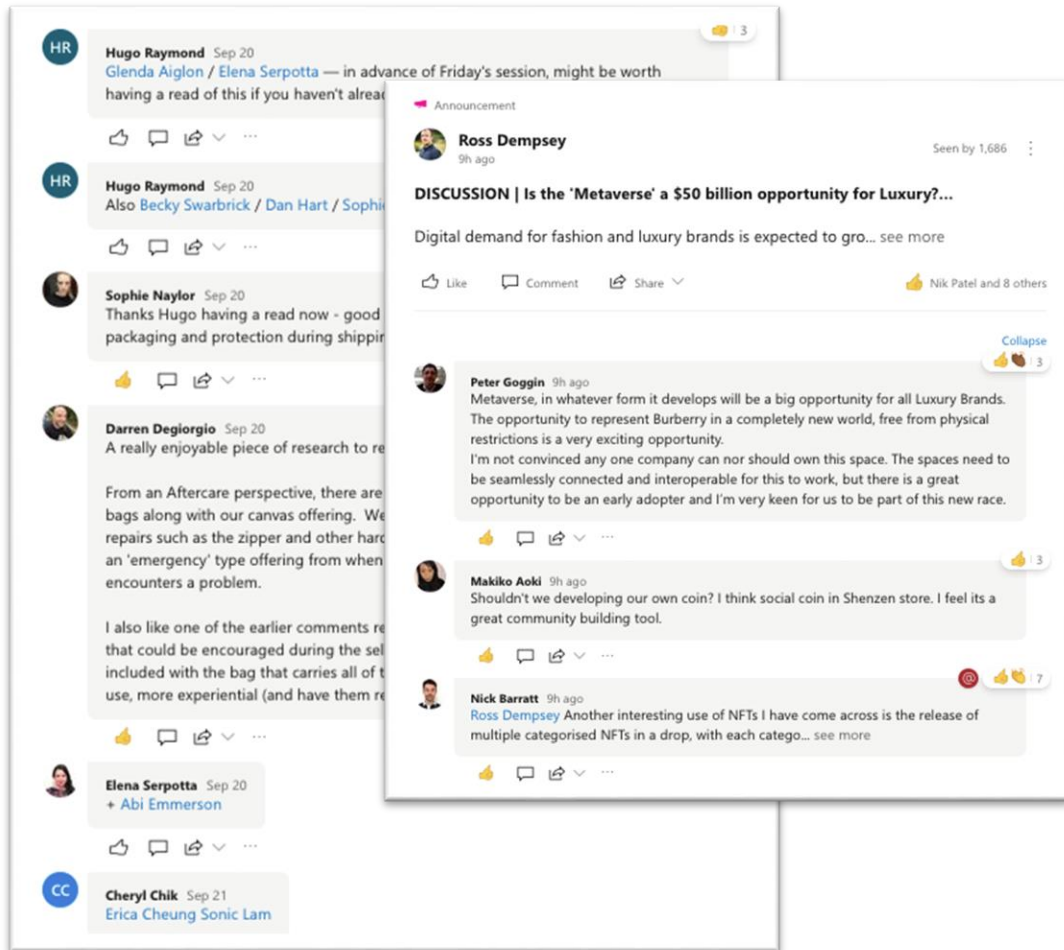 HR
3
Hugo Raymond Sep 20
Glenda Aiglon / Elena Serpotta — in advance of Friday's session, might be worth
having a read of this if you haven't alrea
HR
Hugo Raymond Sep 20
Also Becky Swarbrick / Dan Hart / Sophi
Sophie Naylor Sep 20
Thanks Hugo having a read now - good
packaging and protection during shippi
Darren Degiorgio Sep 20
A really enjoyable piece of research to re
From an Aftercare perspective, there are
bags along with our canvas offering. We
repairs such as the zipper and other hard
an 'emergency' type offering from when
encounters a problem.
I also like one of the earlier comments re
that could be encouraged during the sel
included with the bag that carries all of t
use, more experiential (and have them re
Elena Serpotta Sep 20
+ Abi Emmerson
CC
Cheryl Chik Sep 21
Erica Cheung Sonic Lam
Announcement
Ross Dempsey
9h ago
Seen by 1,686
DISCUSSION | Is the 'Metaverse' a $50 billion opportunity for Luxury?...
Digital demand for fashion and luxury brands is expected to gro... see more
Like Comment Share Nik Patel and 8 others
Collapse
3
Peter Goggin 9h ago
Metaverse, in whatever form it develops will be a big opportunity for all Luxury Brands.
The opportunity to represent Burberry in a completely new world, free from physical
restrictions is a very exciting opportunity.
I'm not convinced any one company can nor should own this space. The spaces need to
be seamlessly connected and interoperable for this to work, but there is a great
opportunity to be an early adopter and I'm very keen for us to be part of this new race.
3
Makiko Aoki 9h ago
Shouldn't we developing our own coin? I think social coin in Shenzen store. I feel its a
great community building tool.
@ 7
Nick Barratt 9h ago
Ross Dempsey Another interesting use of NFTs I have come across is the release of
multiple categorised NFTs in a drop, with each catego... see more